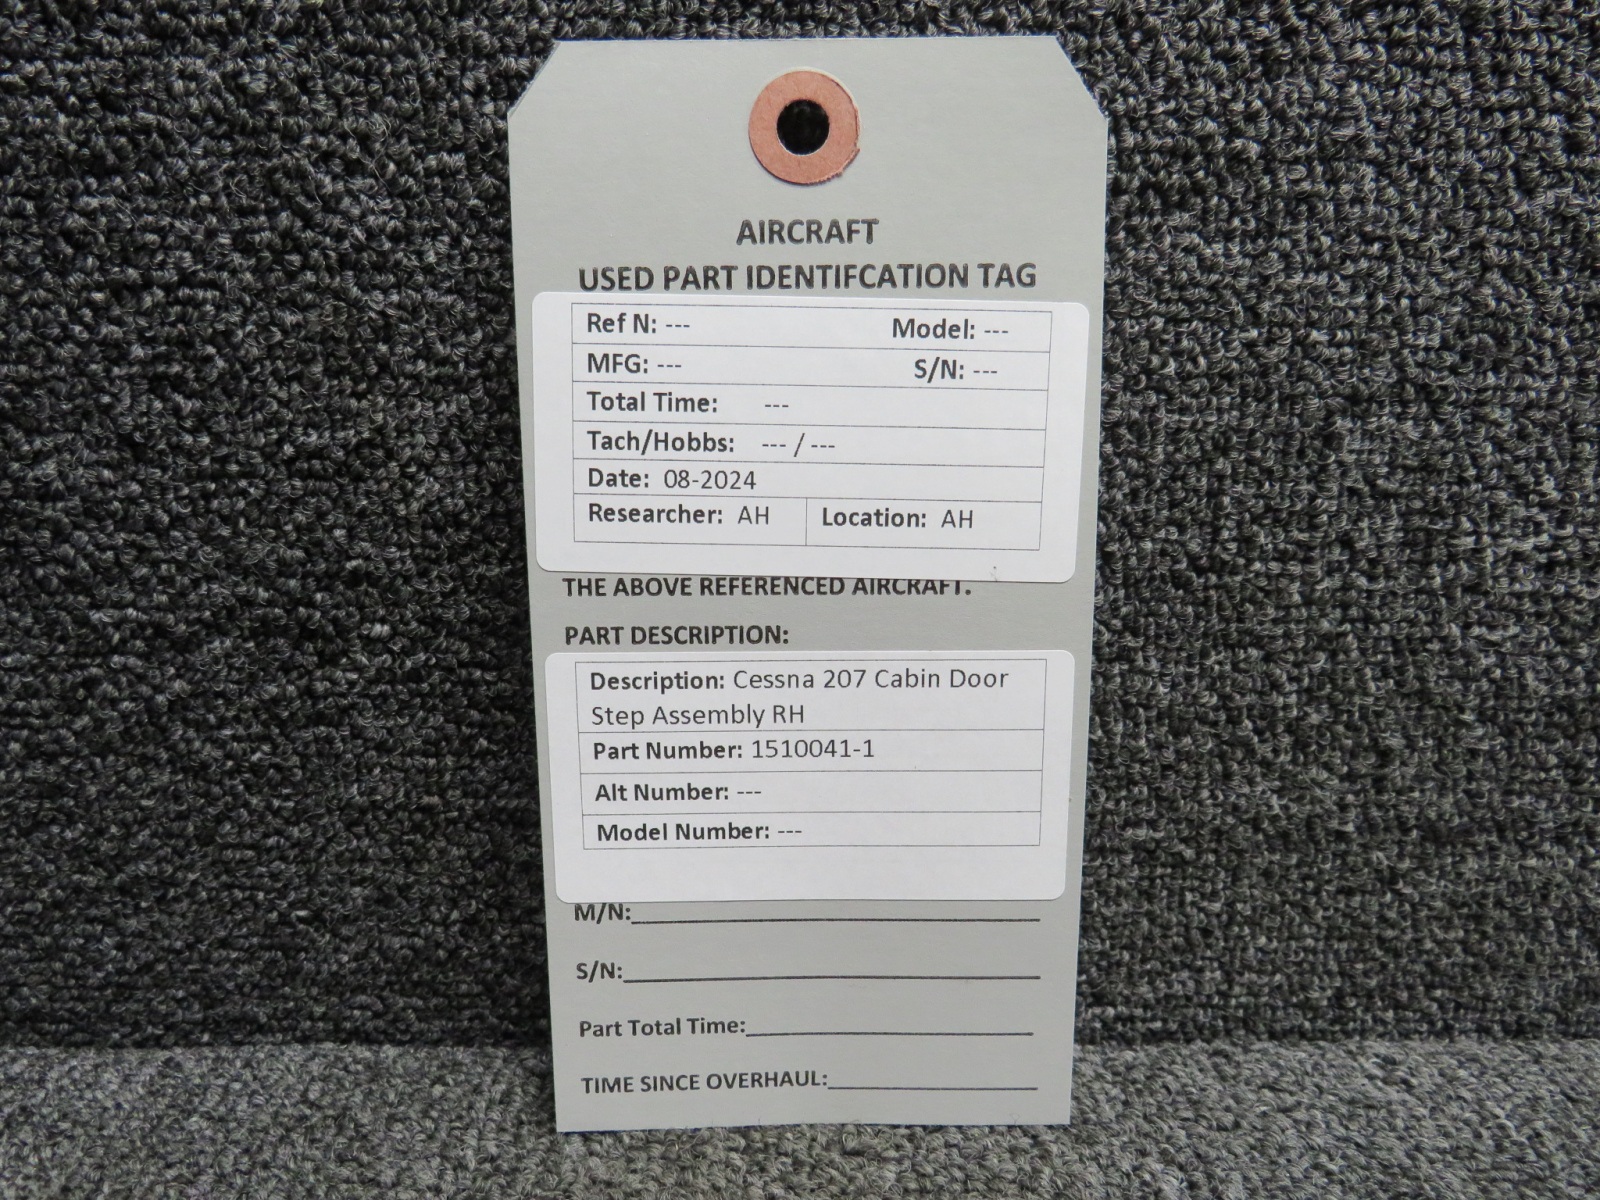 AIRCRAFT
USED PART IDENTIFCATION TAG
Ref N: --- Model: ---
MFG: --- S/N: ---
Total Time: ---
Tach/Hobbs: --- / ---
Date: 08-2024
Researcher: AH Location: AH
THE ABOVE REFERENCED AIRCRAFT.
PART DESCRIPTION:
Description: Cessna 207 Cabin Door
Step Assembly RH
Part Number: 1510041-1
Alt Number: ---
Model Number: ---
M/N:
S/N:
Part Total Time:
TIME SINCE OVERHAUL: